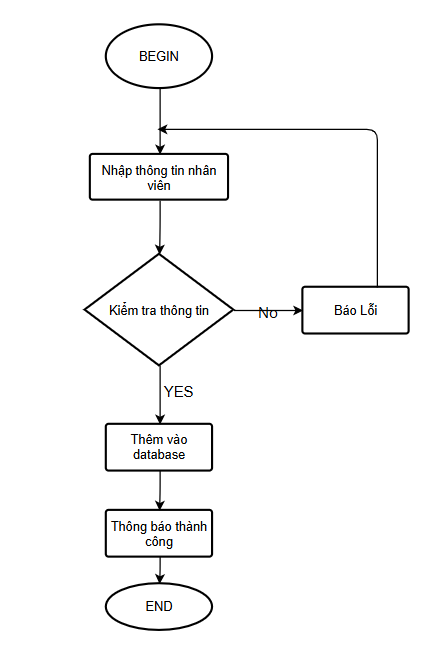 BEGIN
Nhập thông tin nhân
viên
Kiểm tra thông tin
No
Báo Lỗi
YES
Thêm vào
database
Thông báo thành
công
END